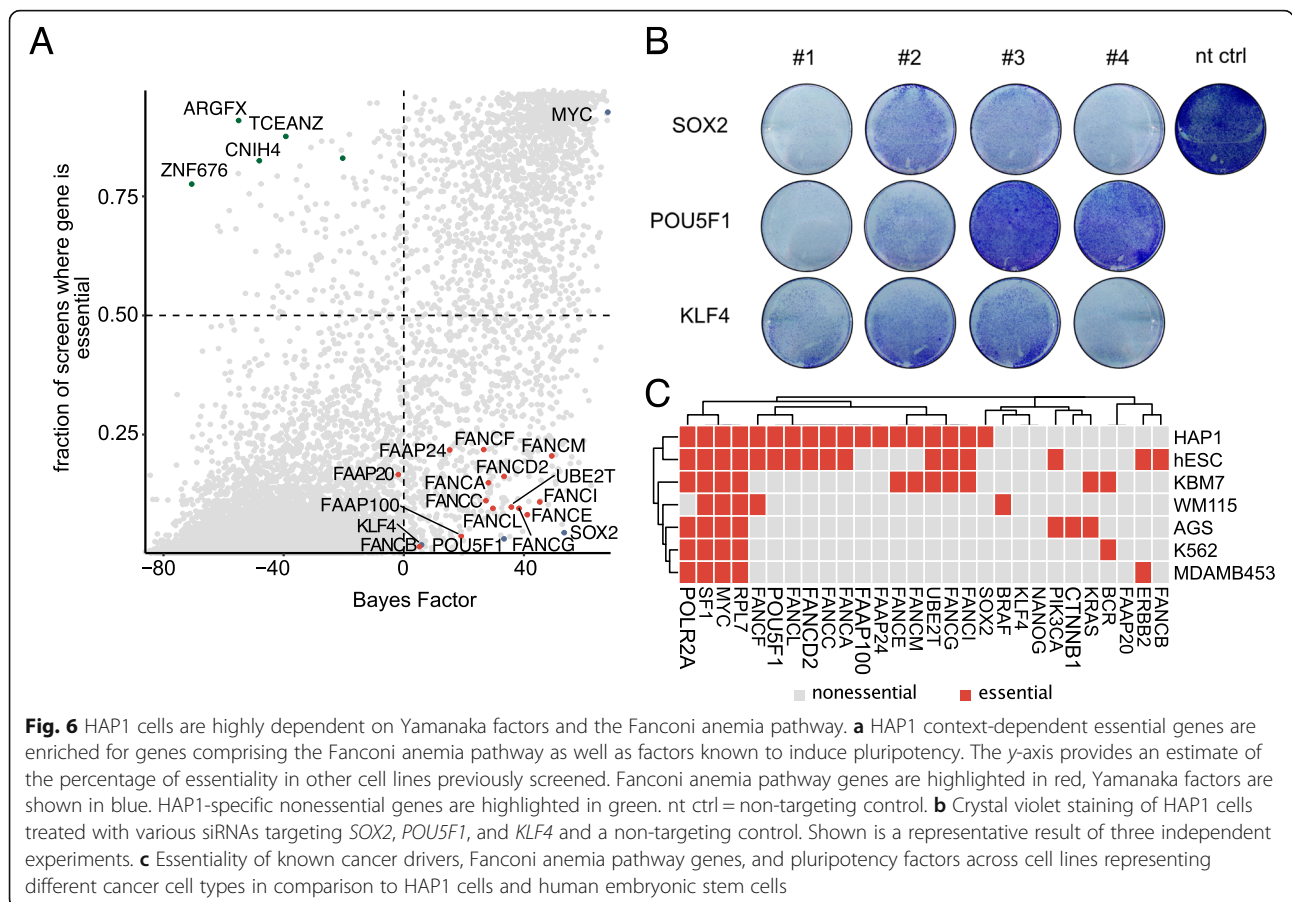 A
ARGFX
TCEANZ
CNIH4
ZNF676
MYC
0.75
0.50
0.25
fraction of screens where gene is
essential
FAAP24
FANCF
FANCM
FAAP20
FANCD2
FANCA
UBE2T
FANCC
FANCI
FAAP100
FANCL
FANCE
KLF4
SOX2
FANCB
POU5F1
FANCG
−80
−40
0
40
Bayes Factor
B
#1 #2 #3 #4 nt ctrl
SOX2
POU5F1
KLF4
C
HAP1
hESC
KBM7
WM115
AGS
K562
MDAMB453
POLR2A
SF1
MYC
RPL7
FANCF
POU5F1
FANCL
FANCD2
FANCC
FANCA
FAAP100
FAAP24
FANCE
FANCM
UBE2T
FANCG
FANCI
SOX2
BRAF
KLF4
NANOG
PIK3CA
CTNNB1
KRAS
BCR
FAAP20
ERBB2
FANCB
nonessential essential
Fig. 6 HAP1 cells are highly dependent on Yamanaka factors and the Fanconi anemia pathway. a HAP1 context-dependent essential genes are
enriched for genes comprising the Fanconi anemia pathway as well as factors known to induce pluripotency. The y-axis provides an estimate of
the percentage of essentiality in other cell lines previously screened. Fanconi anemia pathway genes are highlighted in red, Yamanaka factors are
shown in blue. HAP1-specific nonessential genes are highlighted in green. nt ctrl = non-targeting control. b Crystal violet staining of HAP1 cells
treated with various siRNAs targeting SOX2, POU5F1, and KLF4 and a non-targeting control. Shown is a representative result of three independent
experiments. c Essentiality of known cancer drivers, Fanconi anemia pathway genes, and pluripotency factors across cell lines representing
different cancer cell types in comparison to HAP1 cells and human embryonic stem cells